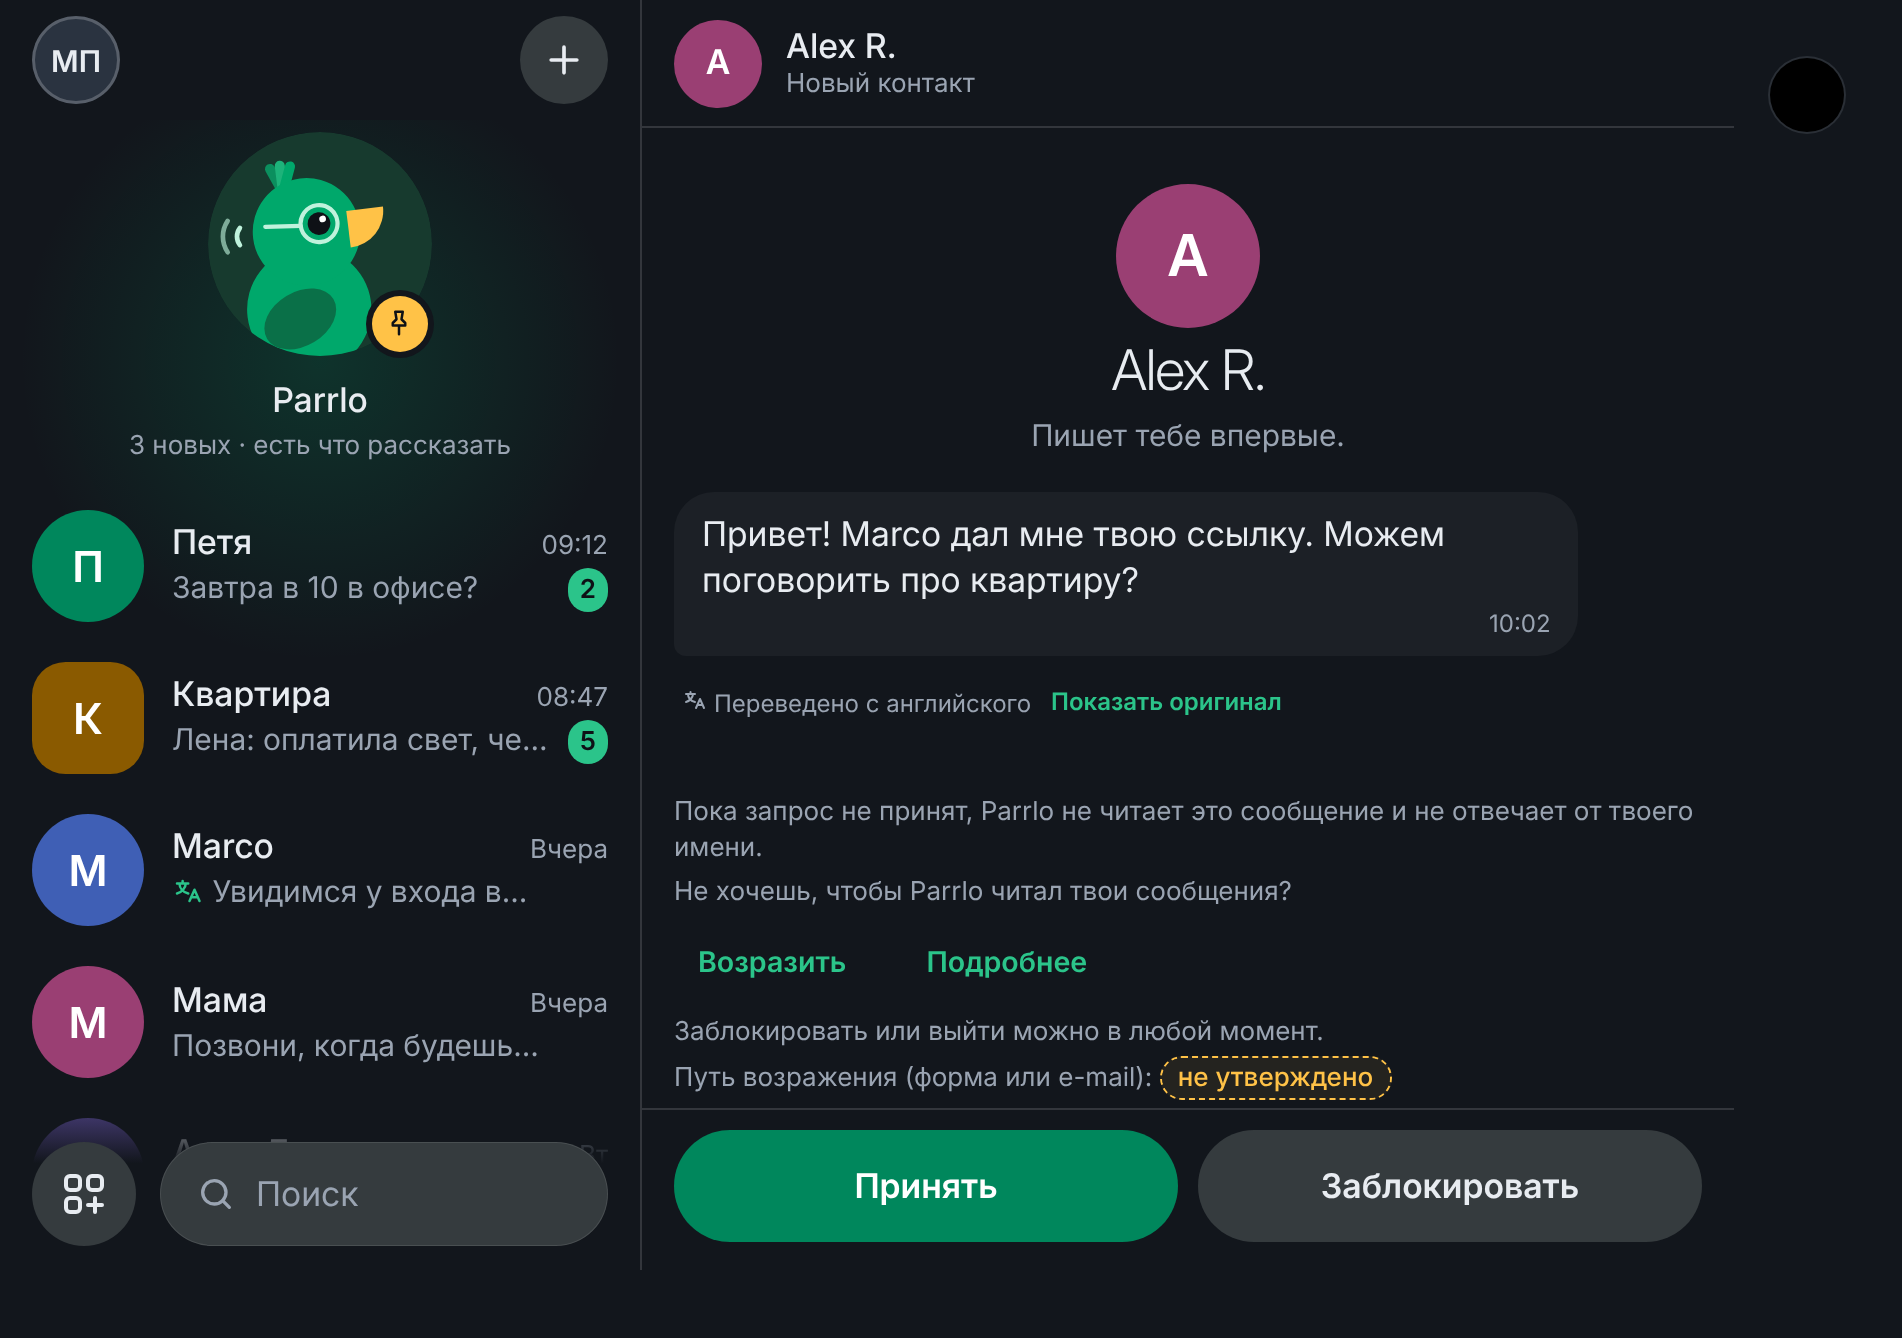 МП
Parrlo
3 новых · есть что рассказать
П
Петя
09:12
Завтра в 10 в офисе?
2
К
Квартира
08:47
Лена: оплатила свет, че...
5
M
Marco
Вчера
Увидимся у входа в...
М
Мама
Вчера
Позвони, когда будешь...
Вт
Поиск
A
Alex R.
Новый контакт
A
Alex R.
Пишет тебе впервые.
Привет! Marco дал мне твою ссылку. Можем
поговорить про квартиру?
10:02
Переведено с английского
Показать оригинал
Пока запрос не принят, Parrlo не читает это сообщение и не отвечает от твоего
имени.
Не хочешь, чтобы Parrlo читал твои сообщения?
Возразить
Подробнее
Заблокировать или выйти можно в любой момент.
Путь возражения (форма или e-mail): не утверждено
Принять
Заблокировать